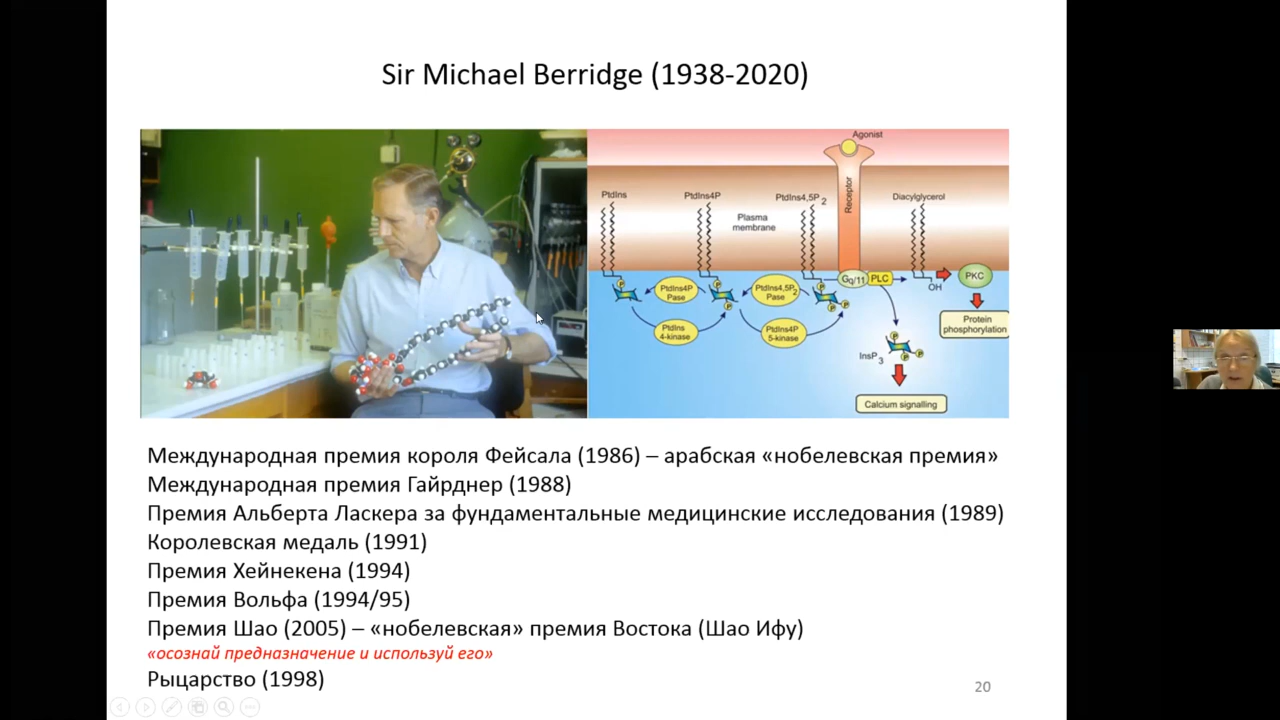 Sir Michael Berridge (1938-2020)
Agonist
PtdIns
PtdIns4P
PtdIns4,5P2
Receptor
Diacylglycerol
Plasma
membrane
P
P
P
P
P
PtdIns4P
Pase
PtdIns4,5P2
Pase
Gq/11
PLC
OH
PKC
PtdIns
4-kinase
PtdIns4P
5-kinase
Protein
phosphorylation
P
P
P
InsP3
Calcium signalling
Международная премия короля Фейсала (1986) – арабская «нобелевская премия»
Международная премия Гайрднер (1988)
Премия Альберта Ласкера за фундаментальные медицинские исследования (1989)
Королевская медаль (1991)
Премия Хейнекена (1994)
Премия Вольфа (1994/95)
Премия Шао (2005) – «нобелевская» премия Востока (Шао Ифу)
«осознай предназначение и используй его»
Рыцарство (1998)
20